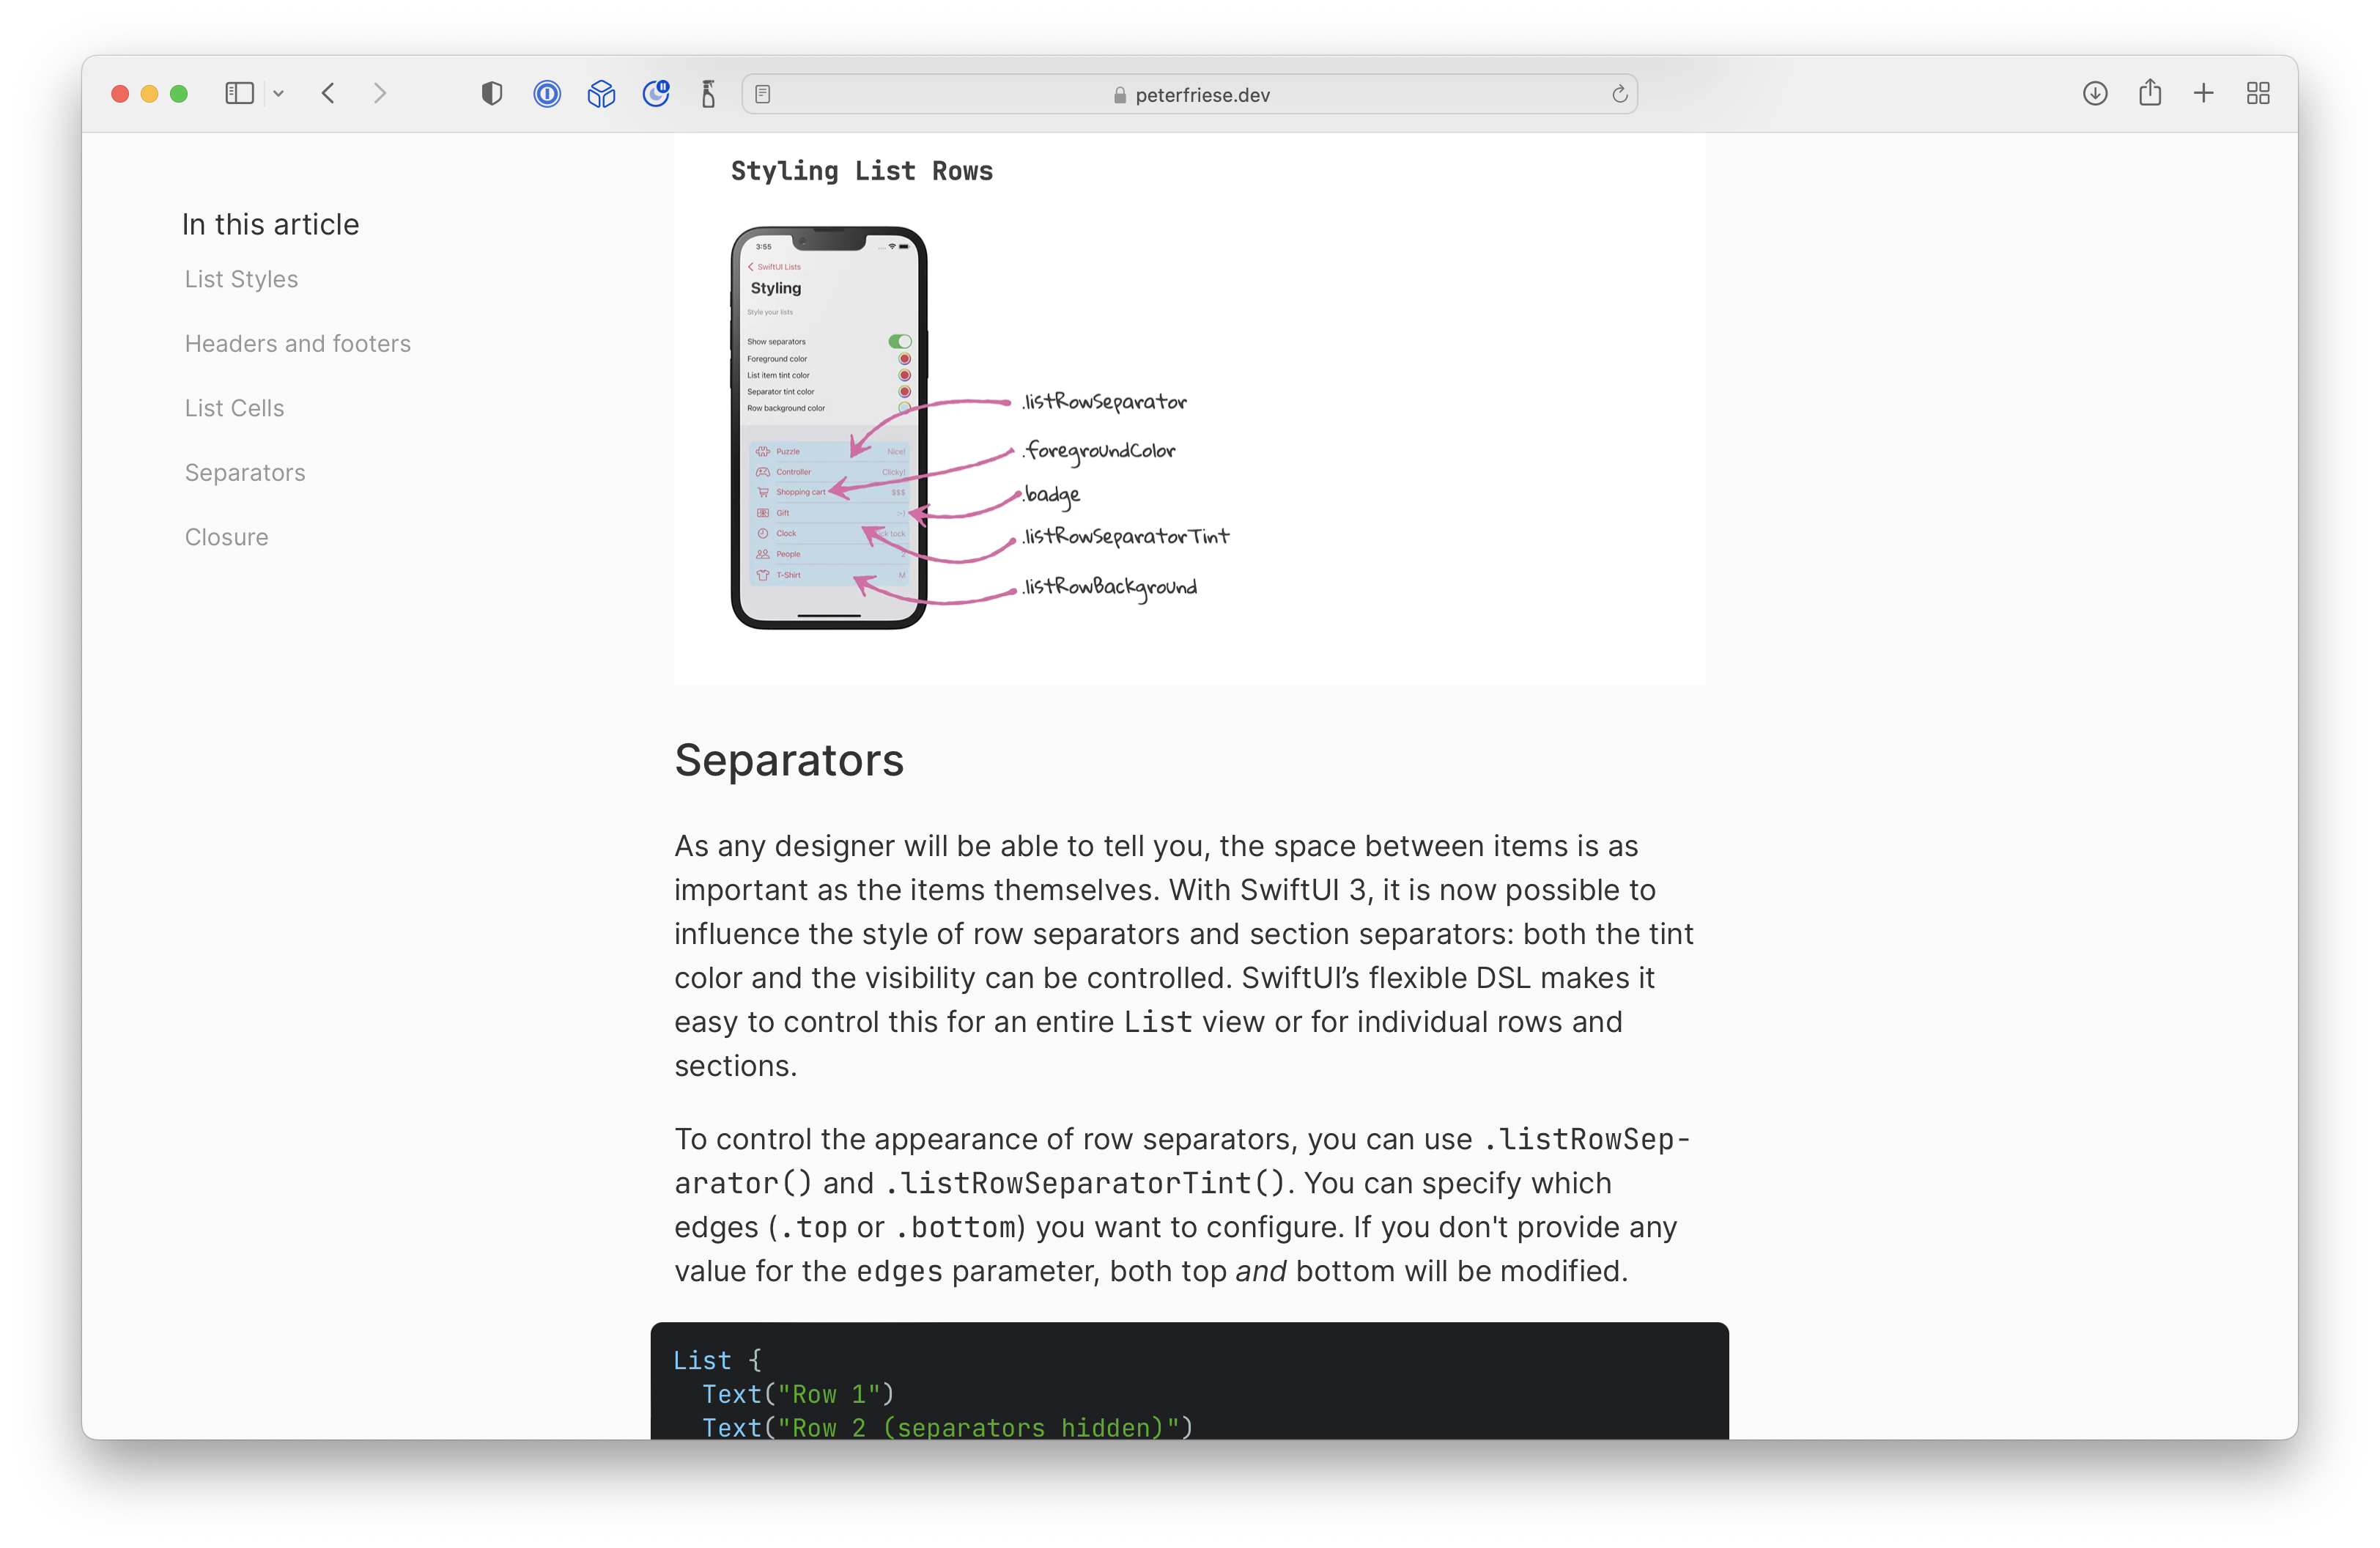 peterfriese.dev
In this article
List Styles
Headers and footers
List Cells
Separators
Closure
Styling List Rows
3:55
SwiftUI Lists
Styling
Style your lists
Show separators
Foreground color
List item tint color
Separator tint color
Row background color
Puzzle Nice!
Controller Clicky!
Shopping cart $$$
Gift :-)
Clock ck tock
People 2
T-Shirt M
.listRowSeparator
.foregroundColor
.badge
.listRowSeparatorTint
.listRowBackground
Separators
As any designer will be able to tell you, the space between items is as
important as the items themselves. With SwiftUI 3, it is now possible to
influence the style of row separators and section separators: both the tint
color and the visibility can be controlled. SwiftUI’s flexible DSL makes it
easy to control this for an entire List view or for individual rows and
sections.
To control the appearance of row separators, you can use .listRowSep-
arator() and .listRowSeparatorTint(). You can specify which
edges (.top or .bottom) you want to configure. If you don't provide any
value for the edges parameter, both top and bottom will be modified.
List {
Text("Row 1")
Text("Row 2 (separators hidden)")